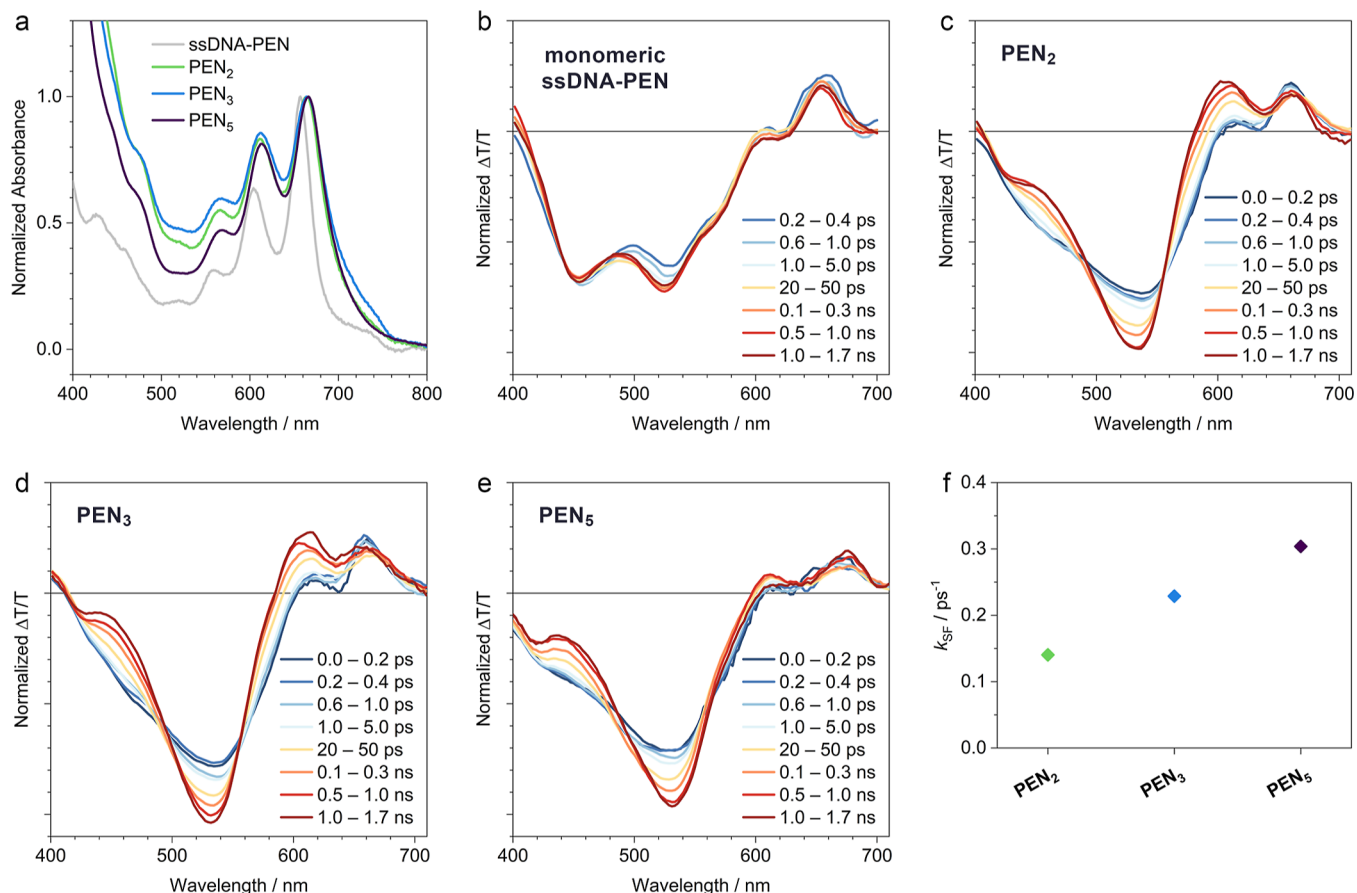 a
ssDNA-PEN
PEN₂
PEN₃
PEN₅
1.0
0.5
0.0
Normalized Absorbance
400 500 600 700 800
Wavelength / nm
b
monomeric
ssDNA-PEN
Normalized ΔT/T
0.2 – 0.4 ps
0.6 – 1.0 ps
1.0 – 5.0 ps
20 – 50 ps
0.1 – 0.3 ns
0.5 – 1.0 ns
1.0 – 1.7 ns
400 500 600 700
Wavelength / nm
c
PEN₂
Normalized ΔT/T
0.0 – 0.2 ps
0.2 – 0.4 ps
0.6 – 1.0 ps
1.0 – 5.0 ps
20 – 50 ps
0.1 – 0.3 ns
0.5 – 1.0 ns
1.0 – 1.7 ns
400 500 600 700
Wavelength / nm
d
PEN₃
Normalized ΔT/T
0.0 – 0.2 ps
0.2 – 0.4 ps
0.6 – 1.0 ps
1.0 – 5.0 ps
20 – 50 ps
0.1 – 0.3 ns
0.5 – 1.0 ns
1.0 – 1.7 ns
400 500 600 700
Wavelength / nm
e
PEN₅
Normalized ΔT/T
0.0 – 0.2 ps
0.2 – 0.4 ps
0.6 – 1.0 ps
1.0 – 5.0 ps
20 – 50 ps
0.1 – 0.3 ns
0.5 – 1.0 ns
1.0 – 1.7 ns
400 500 600 700
Wavelength / nm
f
0.4
0.3
0.2
0.1
0.0
k_SF / ps⁻¹
PEN₂ PEN₃ PEN₅